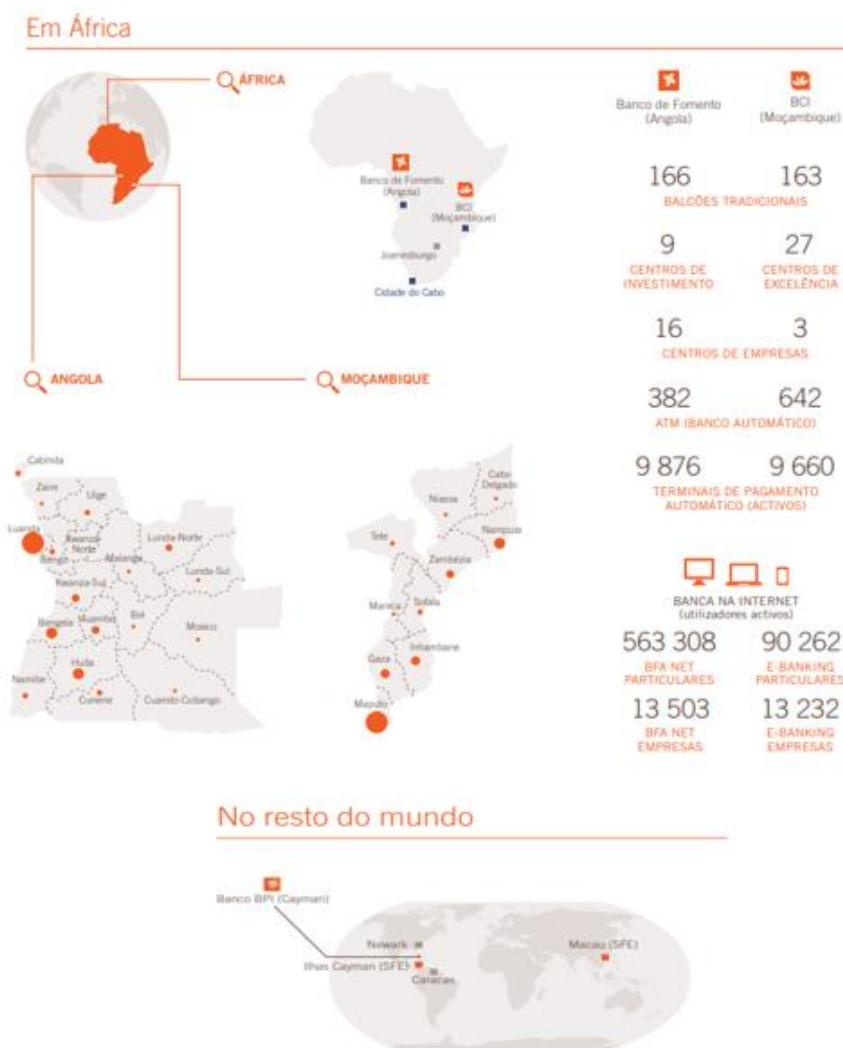 Em África
ÁFRICA
Banco de Fomento
(Angola)
BCI
(Moçambique)
Joanesburgo
Cidade do Cabo
ANGOLA
MOÇAMBIQUE
Banco de Fomento
(Angola)
BCI
(Moçambique)
166
163
BALCÕES TRADICIONAIS
9
27
CENTROS DE
INVESTIMENTO
CENTROS DE
EXCELÊNCIA
16
3
CENTROS DE EMPRESAS
382
642
ATM (BANCO AUTOMÁTICO)
9 876
9 660
TERMINAIS DE PAGAMENTO
AUTOMÁTICO (ACTIVOS)
BANCA NA INTERNET
(utilizadores activos)
563 308
90 262
BFA NET
PARTICULARES
E-BANKING
PARTICULARES
13 503
13 232
BFA NET
EMPRESAS
E-BANKING
EMPRESAS
Cabinda
Zaire
Uíge
Luanda
Bengo
Kwanza-
Norte
Malange
Lunda-Norte
Lunda-Sul
Kwanza-Sul
Benguela
Huambo
Bié
Moxico
Huíla
Namibe
Cunene
Cuando-Cubango
Cabo
Delgado
Niassa
Nampula
Tete
Zambézia
Manica
Sofala
Inhambane
Gaza
Maputo
No resto do mundo
Banco BPI (Cayman)
Newark
Ilhas Cayman (SFE)
Caracas
Macau (SFE)